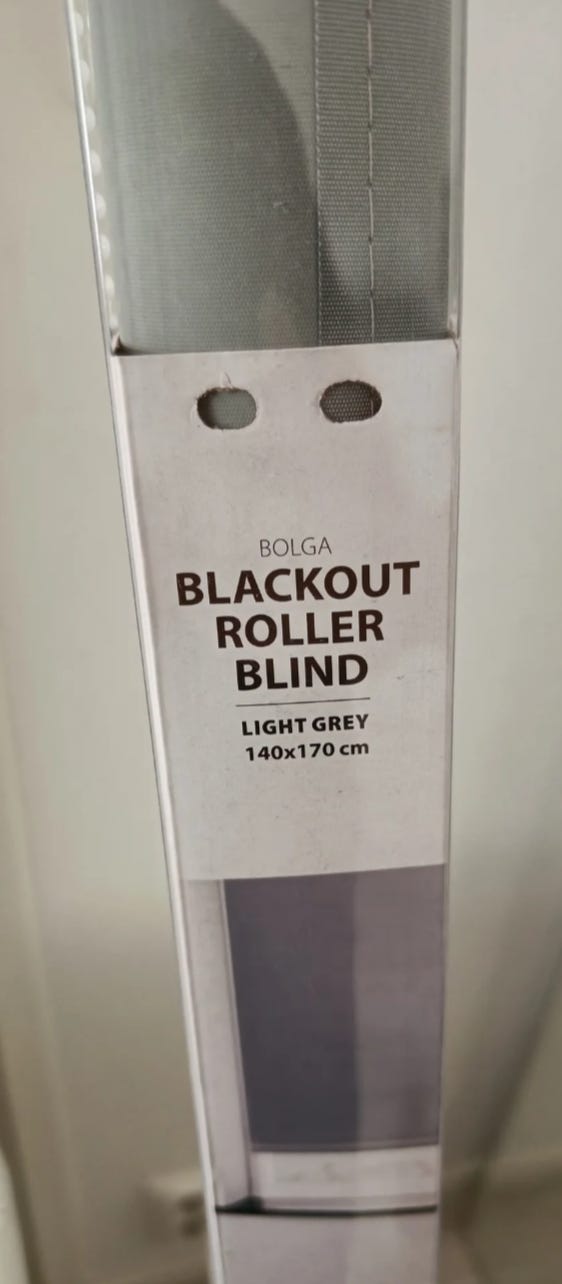 BOLGA
BLACKOUT
ROLLER
BLIND
LIGHT GREY
140x170 cm